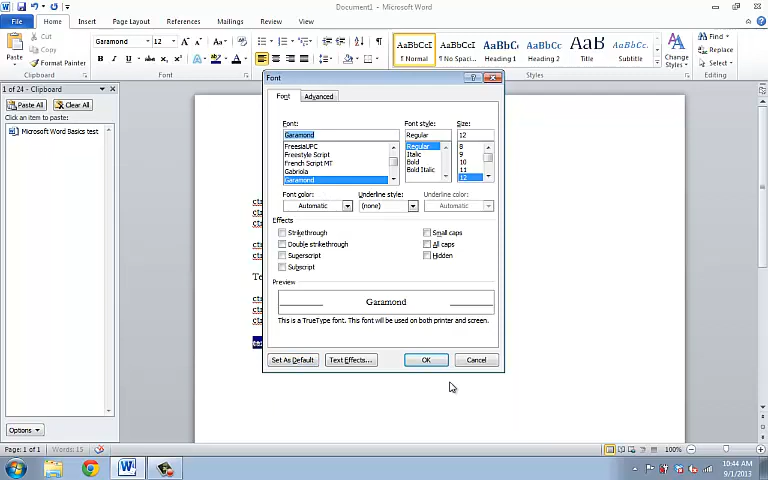 Document1 - Microsoft Word
File Home Insert Page Layout References Mailings Review View
Paste
Cut
Copy
Format Painter
Clipboard
Garamond 12
Font
AaBbCcI AaBbCcI AaBbCc AaBbCc AaB AaBbCc.
¶ Normal ¶ No Spaci... Heading 1 Heading 2 Title Subtitle
Styles
Change Styles
Find
Replace
Select
Editing
1 of 24 - Clipboard
Paste All Clear All
Click an item to paste:
Microsoft Word Basics test
Options
Font
Font Advanced
Font: Font style: Size:
Garamond Regular 12
FreesiaUPC
Freestyle Script
French Script MT
Gabriola
Garamond
Regular
Italic
Bold
Bold Italic
8
9
10
11
12
Font color: Underline style: Underline color:
Automatic (none) Automatic
Effects
Strikethrough
Double strikethrough
Superscript
Subscript
Small caps
All caps
Hidden
Preview
Garamond
This is a TrueType font. This font will be used on both printer and screen.
Set As Default Text Effects... OK Cancel
Page: 1 of 1 Words: 15
100%
10:44 AM
9/1/2013